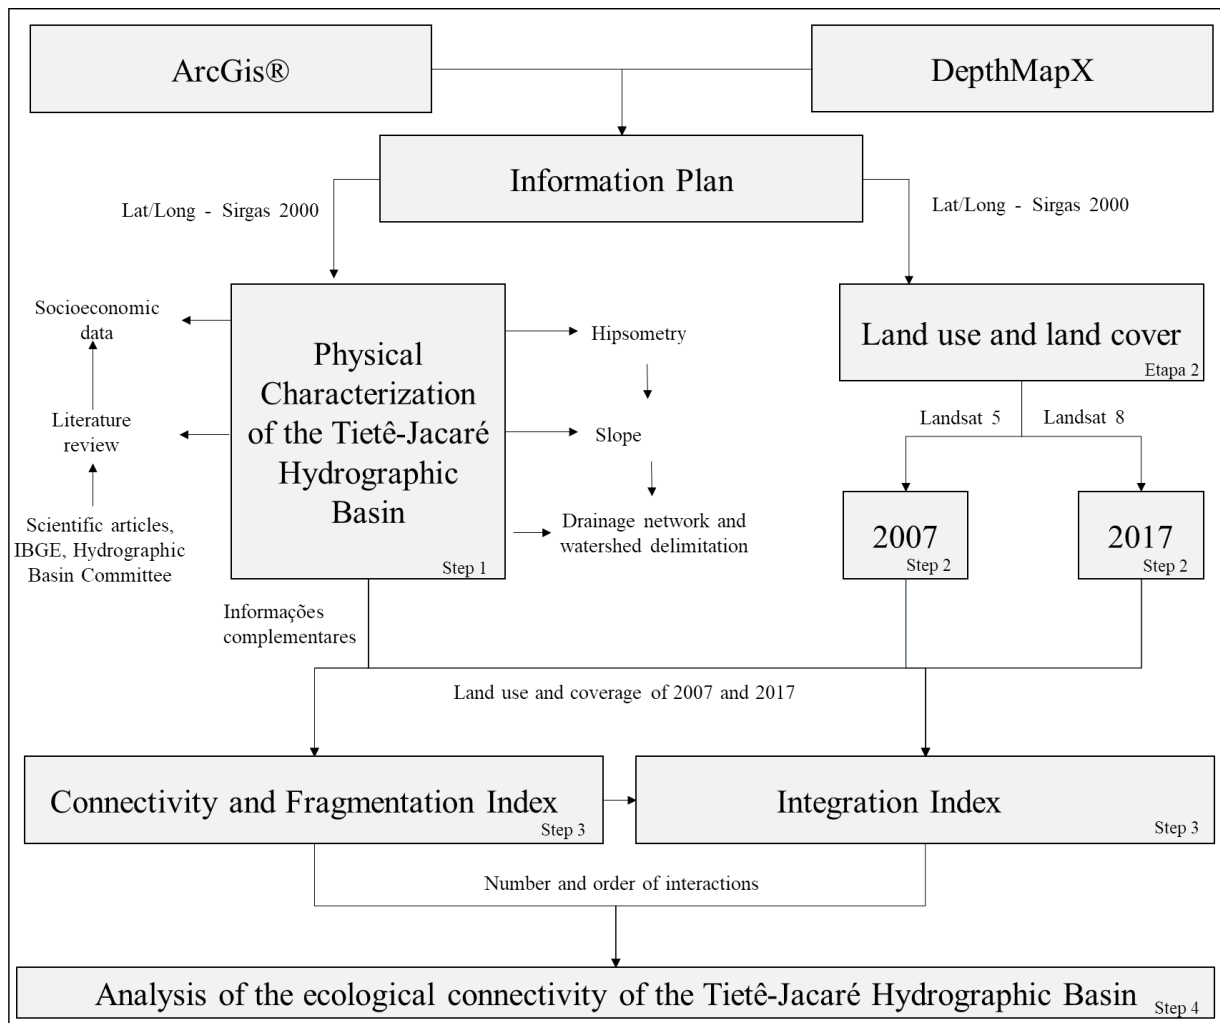 ArcGis®
DepthMapX
Information Plan
Lat/Long - Sirgas 2000
Lat/Long - Sirgas 2000
Socioeconomic
data
Literature
review
Scientific articles,
IBGE, Hydrographic
Basin Committee
Physical
Characterization
of the Tietê-Jacaré
Hydrographic
Basin
Step 1
Hipsometry
Slope
Drainage network and
watershed delimitation
Land use and land cover
Etapa 2
Landsat 5
Landsat 8
2007
Step 2
2017
Step 2
Informações
complementares
Land use and coverage of 2007 and 2017
Connectivity and Fragmentation Index
Step 3
Integration Index
Step 3
Number and order of interactions
Analysis of the ecological connectivity of the Tietê-Jacaré Hydrographic Basin
Step 4